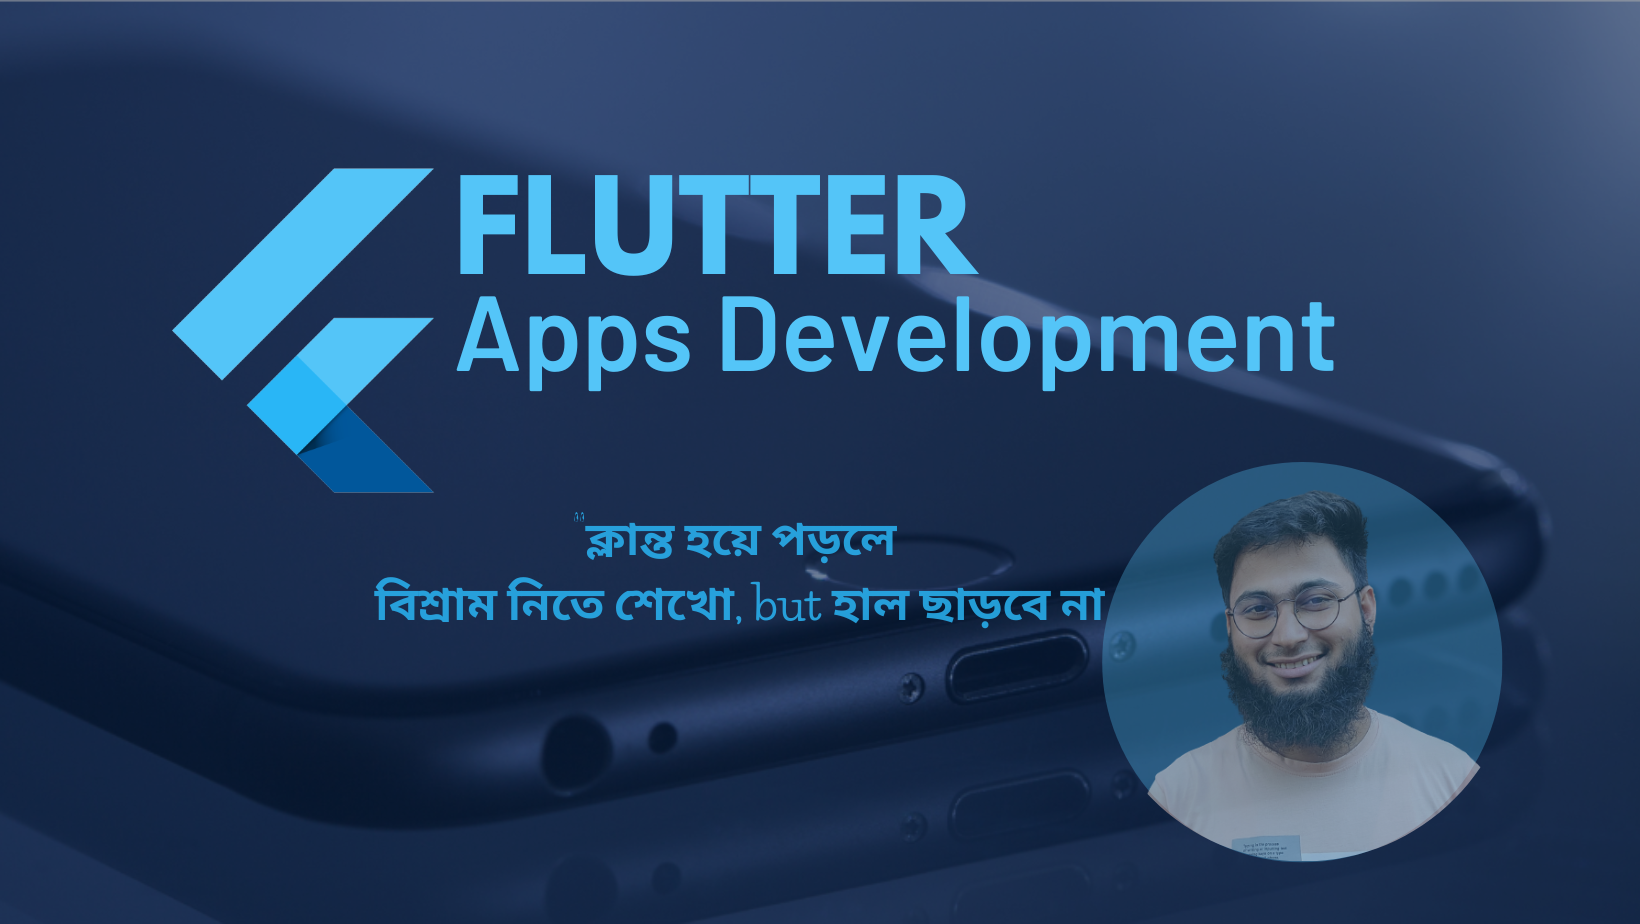 FLUTTER
Apps Development
"ক্লান্ত হয়ে পড়লে
বিশ্রাম নিতে শেখো, but হাল ছাড়বে না